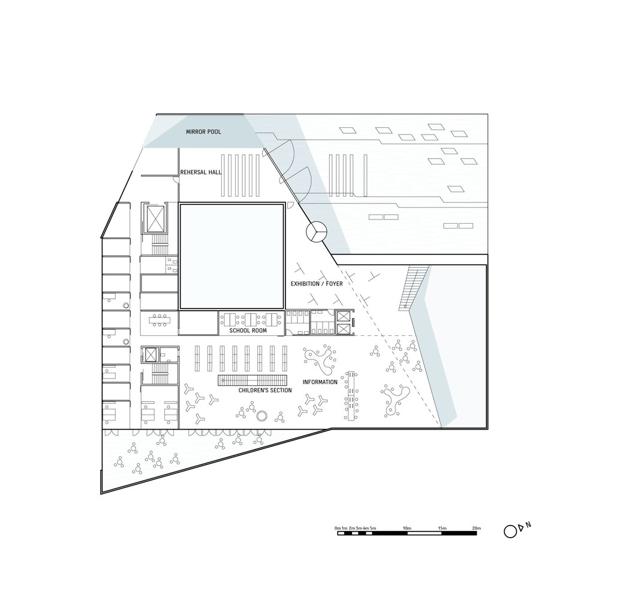 MIRROR POOL
REHERSAL HALL
EXHIBITION / FOYER
SCHOOL ROOM
INFORMATION
CHILDREN'S SECTION
0m 1m 2m 3m 4m 5m 10m 15m 20m
N